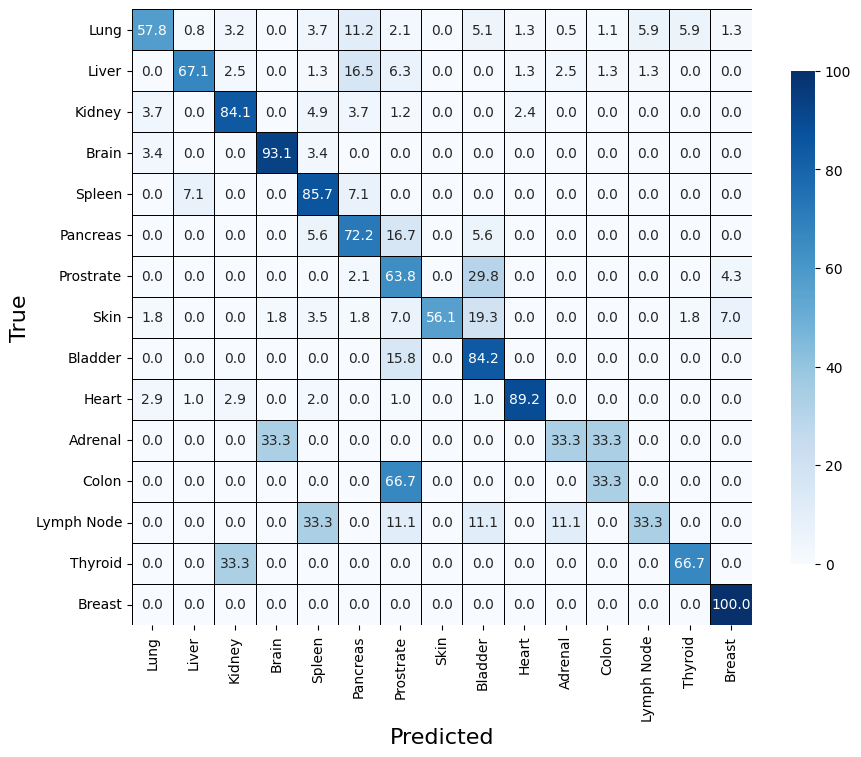 Lung 57.8 0.8 3.2 0.0 3.7 11.2 2.1 0.0 5.1 1.3 0.5 1.1 5.9 5.9 1.3
Liver 0.0 67.1 2.5 0.0 1.3 16.5 6.3 0.0 0.0 1.3 2.5 1.3 1.3 0.0 0.0
Kidney 3.7 0.0 84.1 0.0 4.9 3.7 1.2 0.0 0.0 2.4 0.0 0.0 0.0 0.0 0.0
Brain 3.4 0.0 0.0 93.1 3.4 0.0 0.0 0.0 0.0 0.0 0.0 0.0 0.0 0.0 0.0
Spleen 0.0 7.1 0.0 0.0 85.7 7.1 0.0 0.0 0.0 0.0 0.0 0.0 0.0 0.0 0.0
Pancreas 0.0 0.0 0.0 0.0 5.6 72.2 16.7 0.0 5.6 0.0 0.0 0.0 0.0 0.0 0.0
Prostrate 0.0 0.0 0.0 0.0 0.0 2.1 63.8 0.0 29.8 0.0 0.0 0.0 0.0 0.0 4.3
Skin 1.8 0.0 0.0 1.8 3.5 1.8 7.0 56.1 19.3 0.0 0.0 0.0 0.0 1.8 7.0
Bladder 0.0 0.0 0.0 0.0 0.0 0.0 15.8 0.0 84.2 0.0 0.0 0.0 0.0 0.0 0.0
Heart 2.9 1.0 2.9 0.0 2.0 0.0 1.0 0.0 1.0 89.2 0.0 0.0 0.0 0.0 0.0
Adrenal 0.0 0.0 0.0 33.3 0.0 0.0 0.0 0.0 0.0 0.0 33.3 33.3 0.0 0.0 0.0
Colon 0.0 0.0 0.0 0.0 0.0 0.0 66.7 0.0 0.0 0.0 0.0 33.3 0.0 0.0 0.0
Lymph Node 0.0 0.0 0.0 0.0 33.3 0.0 11.1 0.0 11.1 0.0 11.1 0.0 33.3 0.0 0.0
Thyroid 0.0 0.0 33.3 0.0 0.0 0.0 0.0 0.0 0.0 0.0 0.0 0.0 0.0 66.7 0.0
Breast 0.0 0.0 0.0 0.0 0.0 0.0 0.0 0.0 0.0 0.0 0.0 0.0 0.0 0.0 100.0
Lung Liver Kidney Brain Spleen Pancreas Prostrate Skin Bladder Heart Adrenal Colon Lymph Node Thyroid Breast
Predicted
True
100
80
60
40
20
0